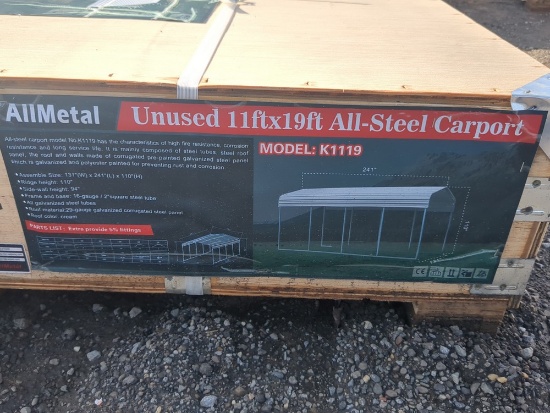 AllMetal
Unused 11ftx19ft All-Steel Carport
All-steel carport model No.K1119 has the characteristics of high fire resistance, corrosion
resistance and long service life. It is mainly composed of steel tubes, steel roof
panel, the roof and walls made of corrugated pre-painted galvanized steel panel
which is galvanized and polyester painted for preventing rust and corrosion.
MODEL: K1119
Assemble Size: 131"(W) x 241"(L) x 110"(H)
Ridge height: 110"
Side-wall height: 94"
Frame and base: 16-gauge / 2"square steel tube
All galvanized steel tubes
Roof material:29-gauge galvanized corrugated steel panel
Roof color: cream
PARTS LIST : Extra provide 5% fittings
241"
CE